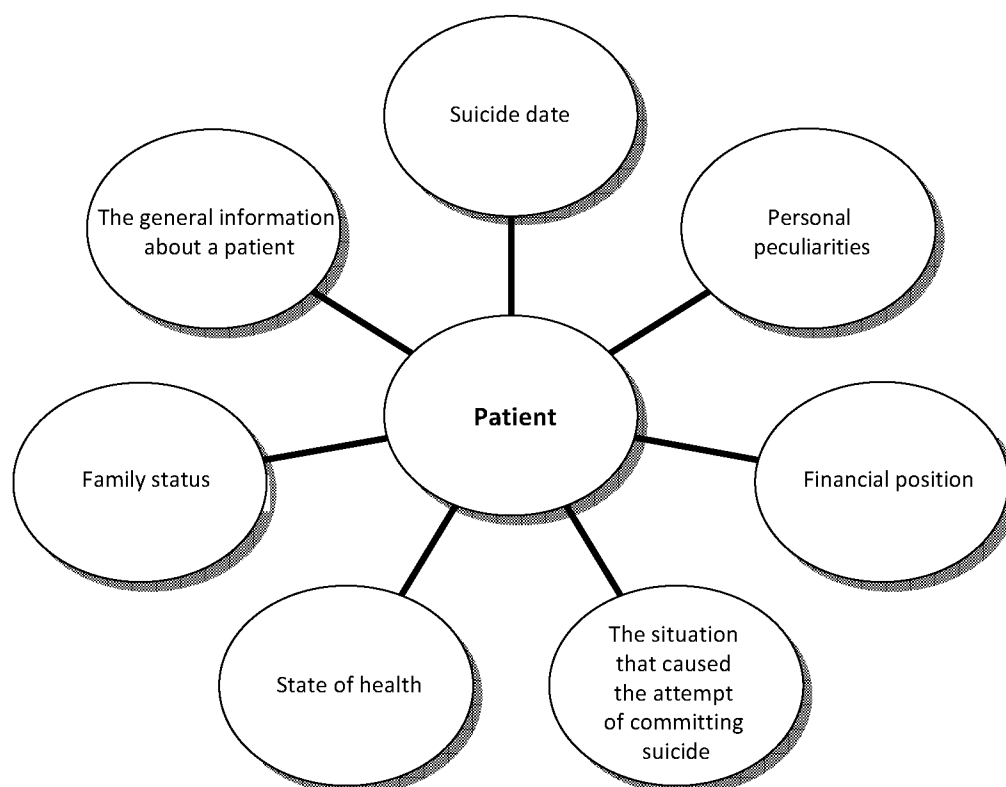 Suicide date
The general information
about a patient
Personal
peculiarities
Patient
Family status
Financial position
State of health
The situation
that caused
the attempt
of committing
suicide